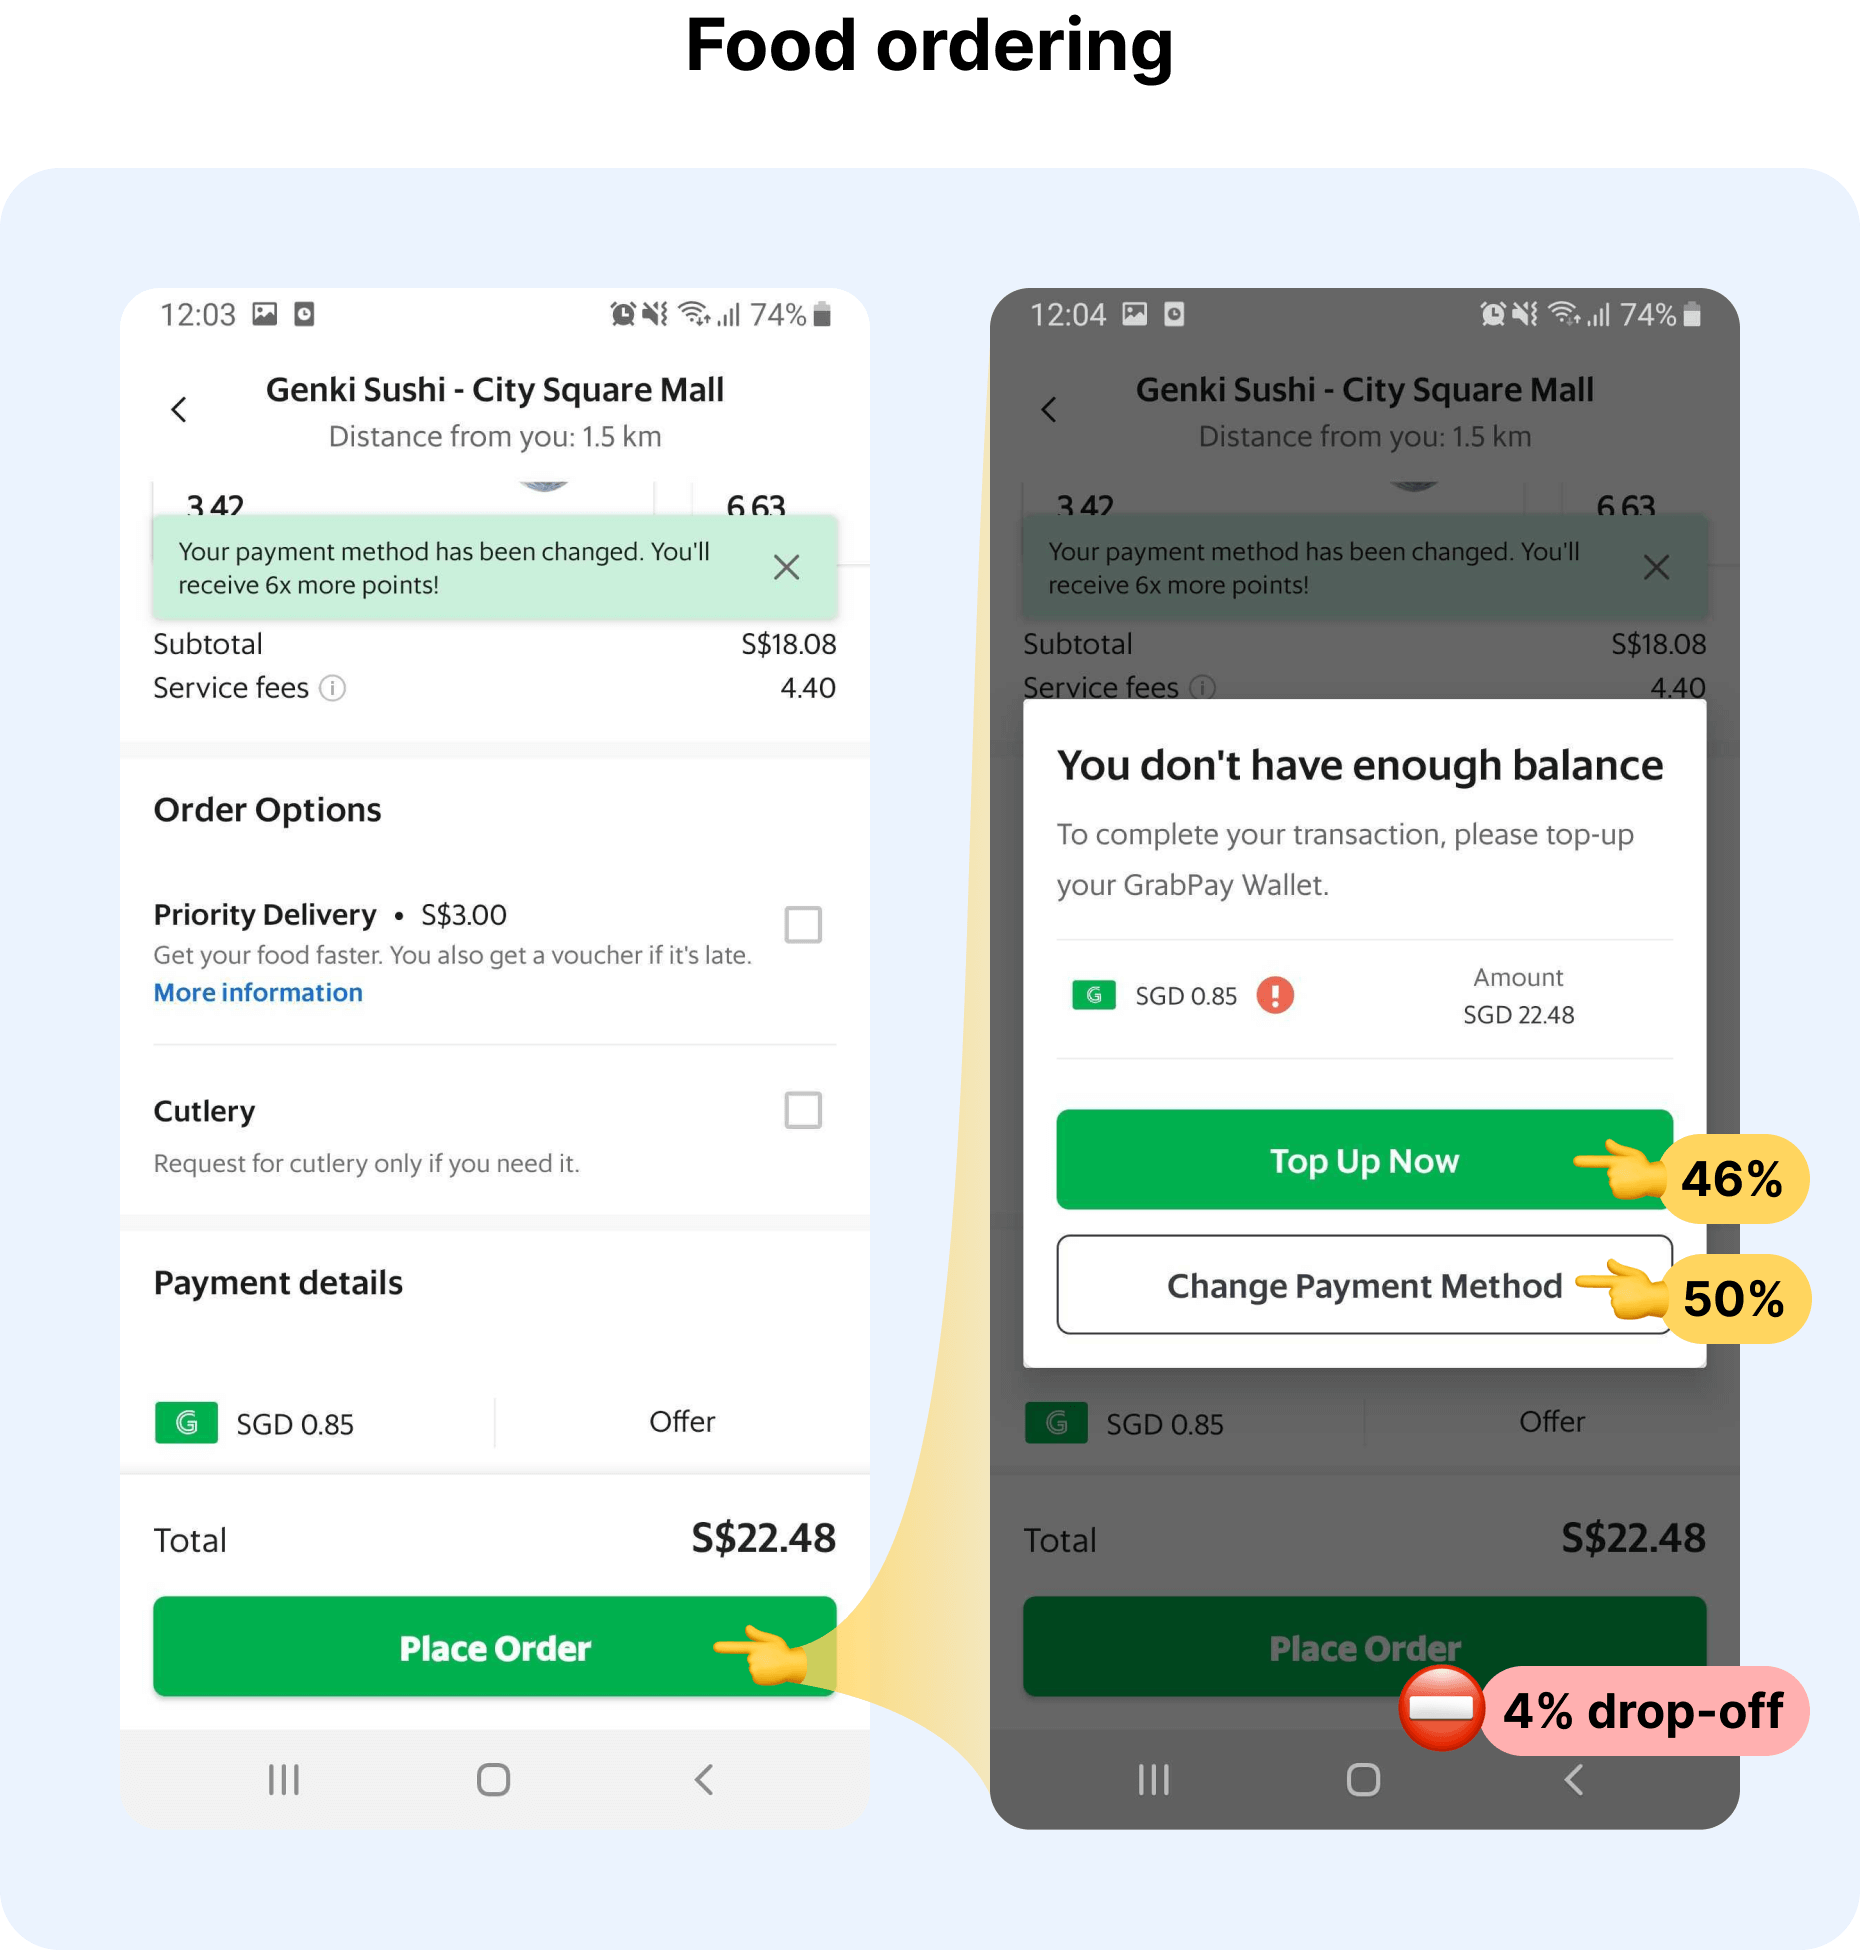 Food ordering
12:03
74%
Genki Sushi - City Square Mall
Distance from you: 1.5 km
3.42
6.63
Your payment method has been changed. You'll
receive 6x more points!
Subtotal S$18.08
Service fees 4.40
Order Options
Priority Delivery • S$3.00
Get your food faster. You also get a voucher if it's late.
More information
Cutlery
Request for cutlery only if you need it.
Payment details
G SGD 0.85 Offer
Total S$22.48
Place Order
12:04
74%
Genki Sushi - City Square Mall
Distance from you: 1.5 km
3.42
6.63
Your payment method has been changed. You'll
receive 6x more points!
Subtotal S$18.08
Service fees 4.40
You don't have enough balance
To complete your transaction, please top-up
your GrabPay Wallet.
G SGD 0.85
Amount
SGD 22.48
Top Up Now
46%
Change Payment Method
50%
G SGD 0.85 Offer
Total S$22.48
Place Order
4% drop-off